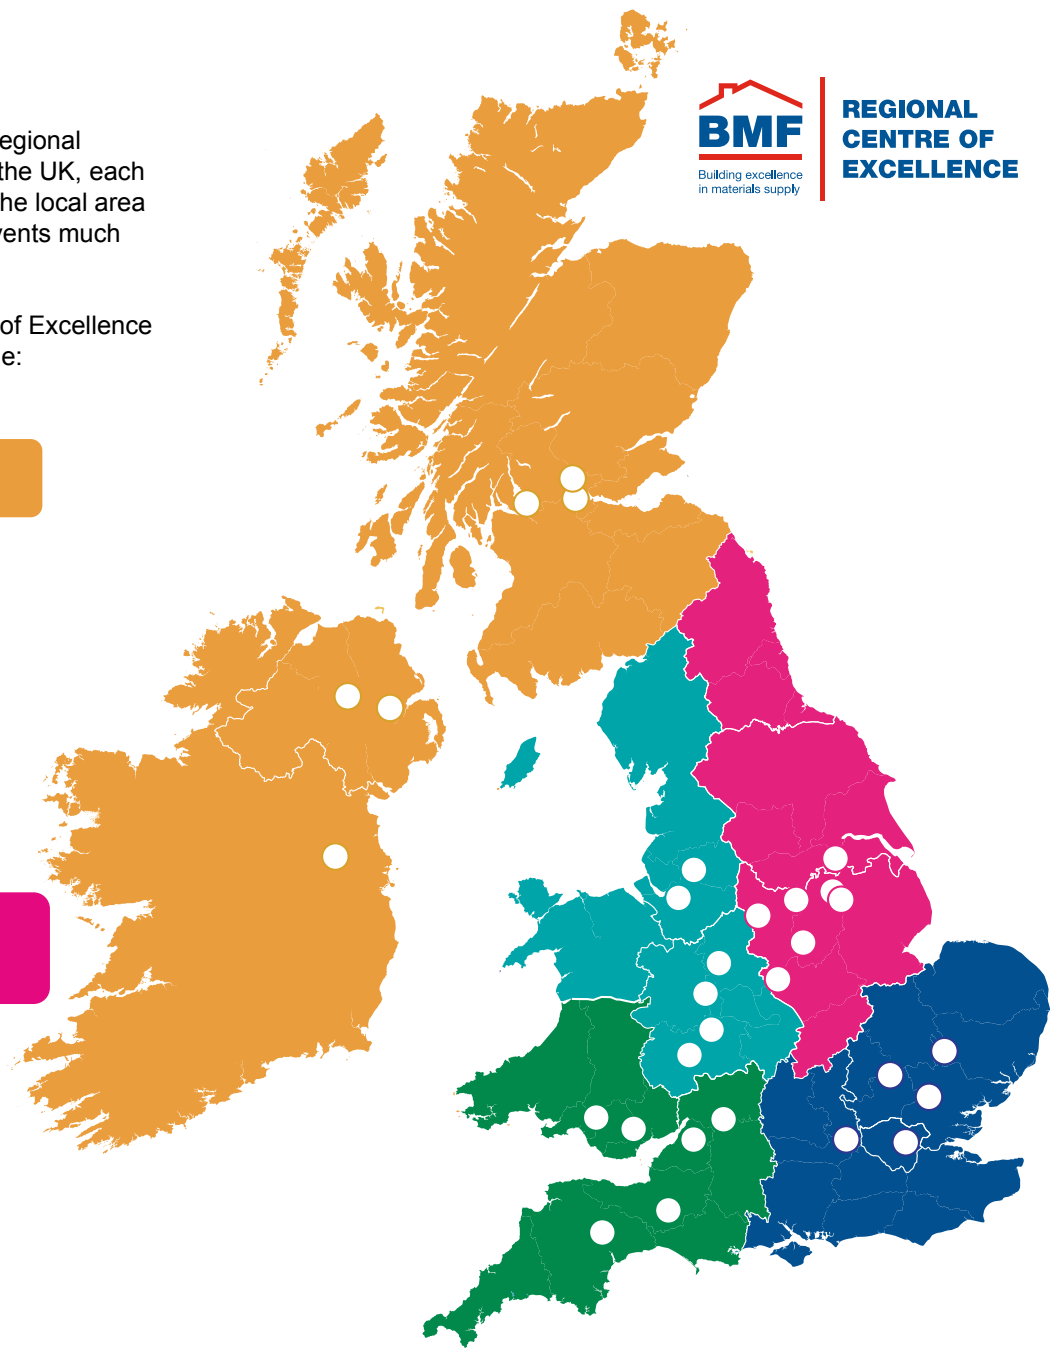 egional
the UK, each
he local area
vents much
of Excellence
e:
BMF
Building excellence
in materials supply
REGIONAL
CENTRE OF
EXCELLENCE